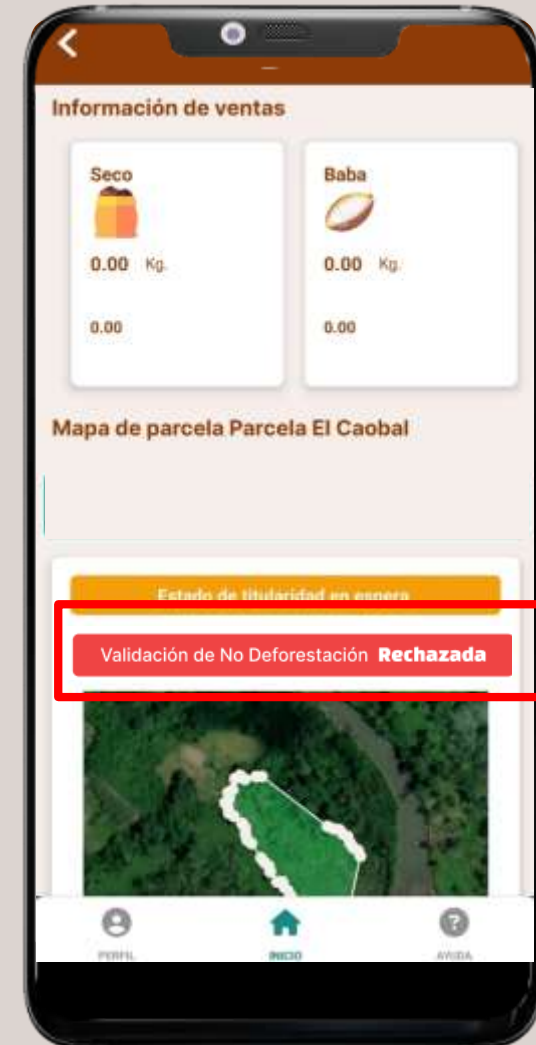 Información de ventas
Seco
Baba
0.00 Kg.
0.00 Kg.
0.00
0.00
Mapa de parcela Parcela El Caobal
Estado de titularidad en espera
Validación de No Deforestación Rechazada
PERFIL
INICIO
AYUDA